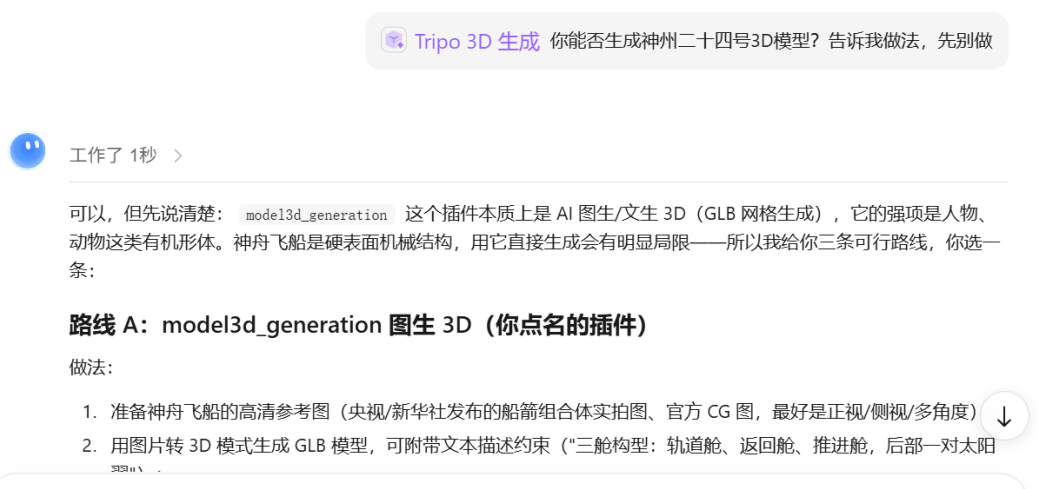 Tripo 3D 生成 你能否生成神州二十四号3D模型？告诉我做法，先别做
工作了 1秒 >
可以，但先说清楚： model3d_generation 这个插件本质上是 AI 图生/文生 3D（GLB 网格生成），它的强项是人物、
动物这类有机形体。神舟飞船是硬表面机械结构，用它直接生成会有明显局限——所以我给你三条可行路线，你选一
条：
路线 A：model3d_generation 图生 3D（你点名的插件）
做法：
1. 准备神舟飞船的高清参考图（央视/新华社发布的船箭组合体实拍图、官方 CG 图，最好是正视/侧视/多角度）
2. 用图片转 3D 模式生成 GLB 模型，可附带文本描述约束（"三舱构型：轨道舱、返回舱、推进舱，后部一对太阳